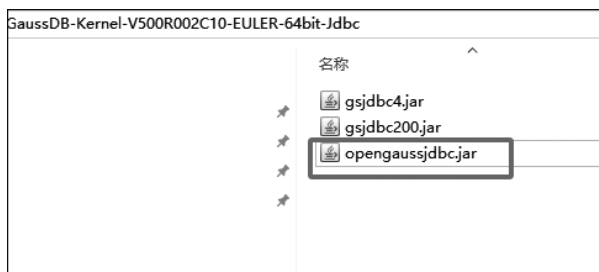 GaussDB-Kernel-V500R002C10-EULER-64bit-Jdbc
名称
gsjdbc4.jar
gsjdbc200.jar
opengaussjdbc.jar